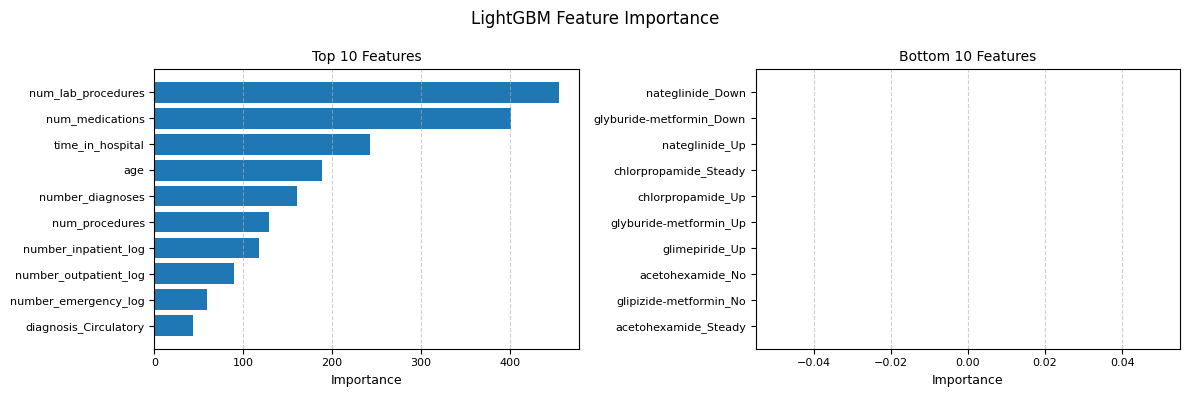 LightGBM Feature Importance
Top 10 Features
num_lab_procedures
num_medications
time_in_hospital
age
number_diagnoses
num_procedures
number_inpatient_log
number_outpatient_log
number_emergency_log
diagnosis_Circulatory
0 100 200 300 400
Importance
Bottom 10 Features
nateglinide_Down
glyburide-metformin_Down
nateglinide_Up
chlorpropamide_Steady
chlorpropamide_Up
glyburide-metformin_Up
glimepiride_Up
acetohexamide_No
glipizide-metformin_No
acetohexamide_Steady
−0.04 −0.02 0.00 0.02 0.04
Importance